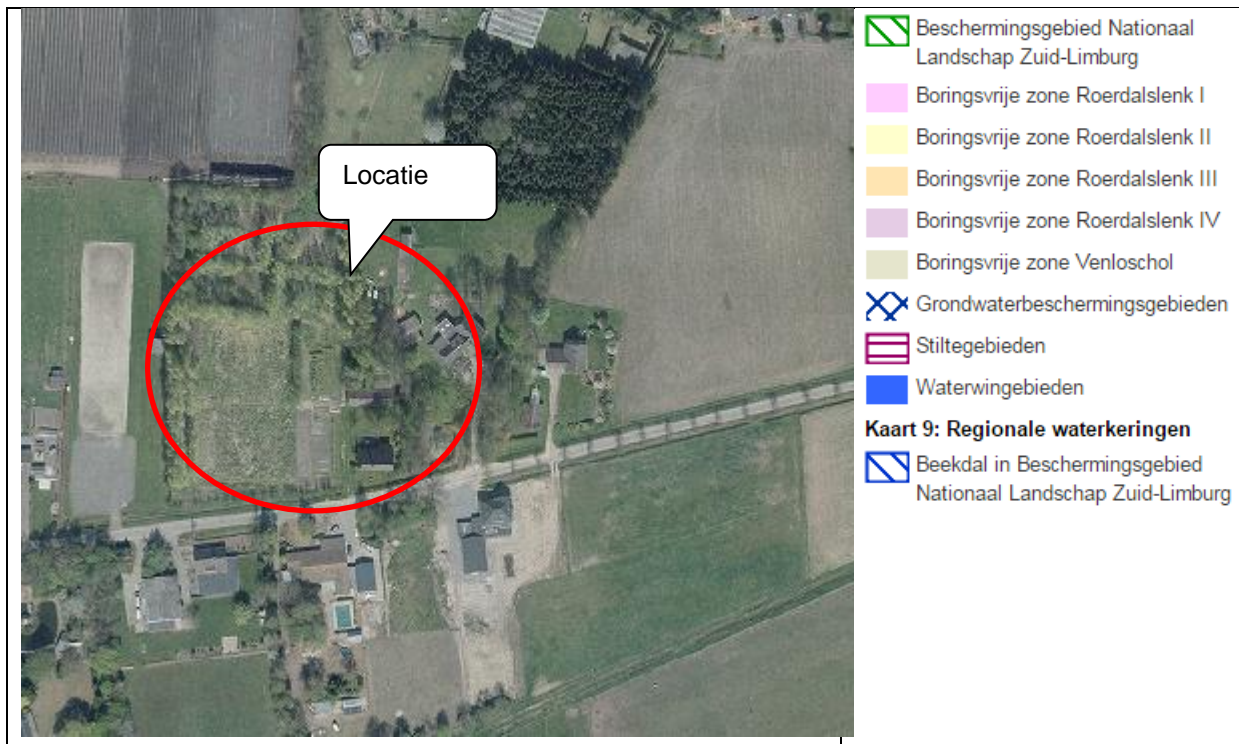 Locatie
Beschermingsgebied Nationaal
Landschap Zuid-Limburg
Boringsvrije zone Roerdalslenk I
Boringsvrije zone Roerdalslenk II
Boringsvrije zone Roerdalslenk III
Boringsvrije zone Roerdalslenk IV
Boringsvrije zone Venloschol
Grondwaterbeschermingsgebieden
Stiltegebieden
Waterwingebieden
Kaart 9: Regionale waterkeringen
Beekdal in Beschermingsgebied
Nationaal Landschap Zuid-Limburg